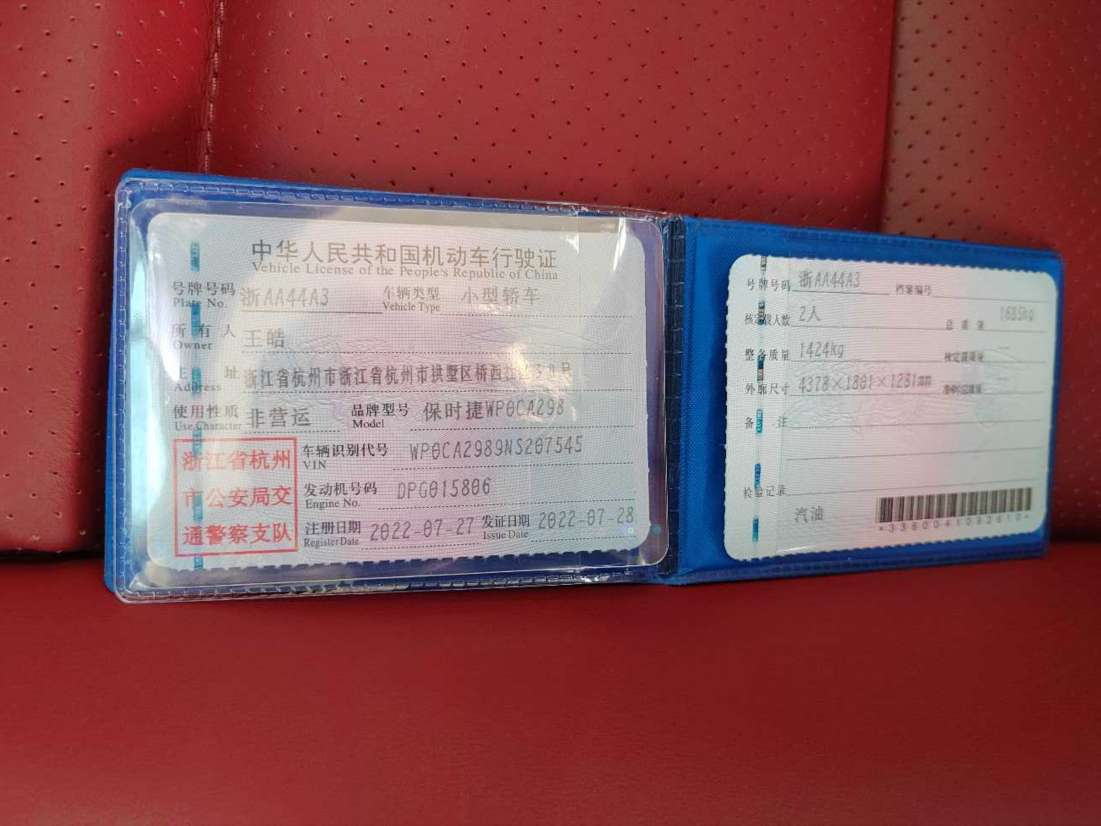 中华人民共和国机动车行驶证
Vehicle License of the People's Republic of China
号牌号码 浙AA44A3 车辆类型 小型轿车
Plate No. Vehicle Type
所有人 王皓
Owner
住址 浙江省杭州市浙江省杭州市拱墅区桥西
Address
使用性质 非营运 品牌型号 保时捷WP0CA298
Use Character Model
浙江省杭州 车辆识别代号 WP0CA2989NS207545
VIN
市公安局交 发动机号码 DPG015806
Engine No.
通警察支队 注册日期 2022-07-27 发证日期 2022-07-28
Register Date Issue Date
号牌号码 浙AA44A3 档案编号
核定载人数 2人 总质量 1685kg
整备质量 1424kg 核定载质量
外廓尺寸 4378×1801×1281mm
备注
检验记录
汽油